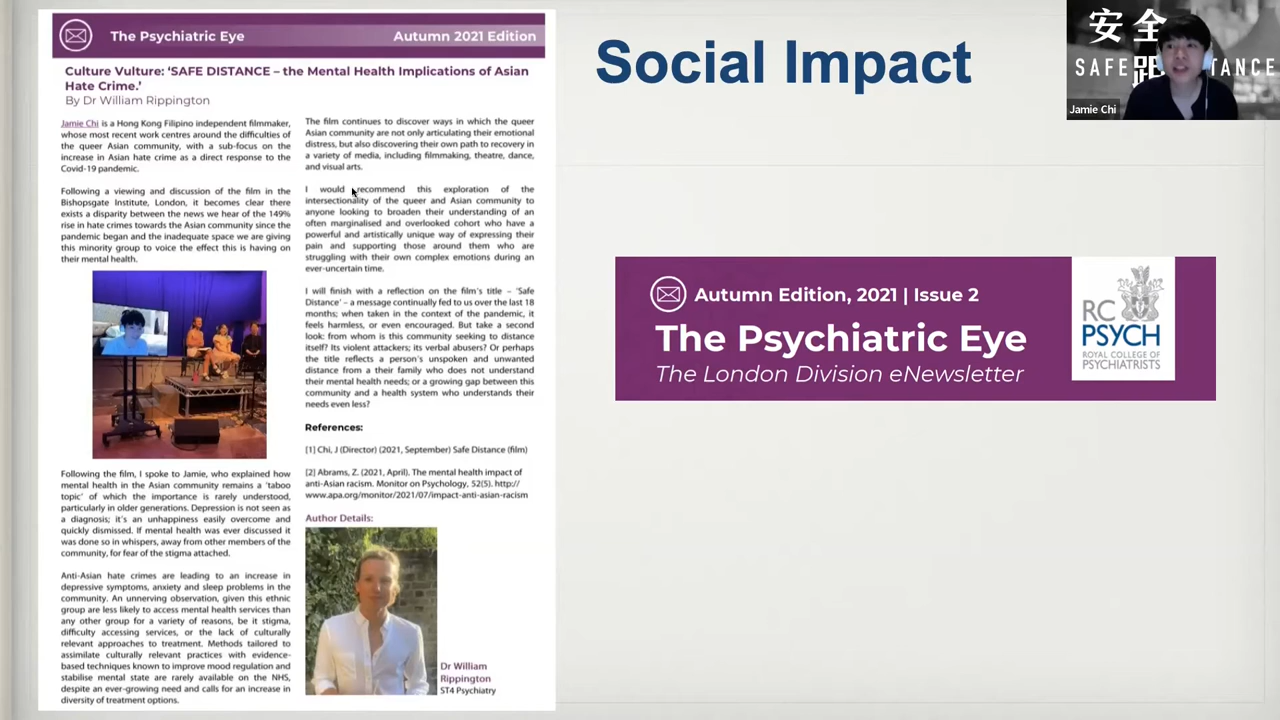 The Psychiatric Eye
Autumn 2021 Edition
Culture Vulture: ‘SAFE DISTANCE – the Mental Health Implications of Asian
Hate Crime.’
By Dr William Rippington
Jamie Chi is a Hong Kong Filipino independent filmmaker,
whose most recent work centres around the difficulties of
the queer Asian community, with a sub-focus on the
increase in Asian hate crime as a direct response to the
Covid-19 pandemic.
Following a viewing and discussion of the film in the
Bishopsgate Institute, London, it becomes clear there
exists a disparity between the news we hear of the 149%
rise in hate crimes towards the Asian community since the
pandemic began and the inadequate space we are giving
this minority group to voice the effect this is having on
their mental health.
Following the film, I spoke to Jamie, who explained how
mental health in the Asian community remains a ‘taboo
topic’ of which the importance is rarely understood,
particularly in older generations. Depression is not seen as
a diagnosis; it’s an unhappiness easily overcome and
quickly dismissed. If mental health was ever discussed it
was done so in whispers, away from other members of the
community, for fear of the stigma attached.
Anti-Asian hate crimes are leading to an increase in
depressive symptoms, anxiety and sleep problems in the
community. An unnerving observation, given this ethnic
group are less likely to access mental health services than
any other group for a variety of reasons, be it stigma,
difficulty accessing services, or the lack of culturally
relevant approaches to treatment. Methods tailored to
assimilate culturally relevant practices with evidence-
based techniques known to improve mood regulation and
stabilise mental state are rarely available on the NHS,
despite an ever-growing need and calls for an increase in
diversity of treatment options.
The film continues to discover ways in which the queer
Asian community are not only articulating their emotional
distress, but also discovering their own path to recovery in
a variety of media, including filmmaking, theatre, dance,
and visual arts.
I would recommend this exploration of the
intersectionality of the queer and Asian community to
anyone looking to broaden their understanding of an
often marginalised and overlooked cohort who have a
powerful and artistically unique way of expressing their
pain and supporting those around them who are
struggling with their own complex emotions during an
ever-uncertain time.
I will finish with a reflection on the film’s title – ‘Safe
Distance’ – a message continually fed to us over the last 18
months; when taken in the context of the pandemic, it
feels harmless, or even encouraged. But take a second
look: from whom is this community seeking to distance
itself? Its violent attackers; its verbal abusers? Or perhaps
the title reflects a person’s unspoken and unwanted
distance from a their family who does not understand
their mental health needs; or a growing gap between this
community and a health system who understands their
needs even less?
References:
[1] Chi, J (Director) (2021, September) Safe Distance (film)
[2] Abrams, Z. (2021, April). The mental health impact of
anti-Asian racism. Monitor on Psychology, 52(5). http://
www.apa.org/monitor/2021/07/impact-anti-asian-racism
Author Details:
Dr William
Rippington
ST4 Psychiatry
Social Impact
Autumn Edition, 2021 | Issue 2
The Psychiatric Eye
The London Division eNewsletter
RC
PSYCH
ROYAL COLLEGE OF
PSYCHIATRISTS
安全
距
SAFE TANCE
Jamie Chi